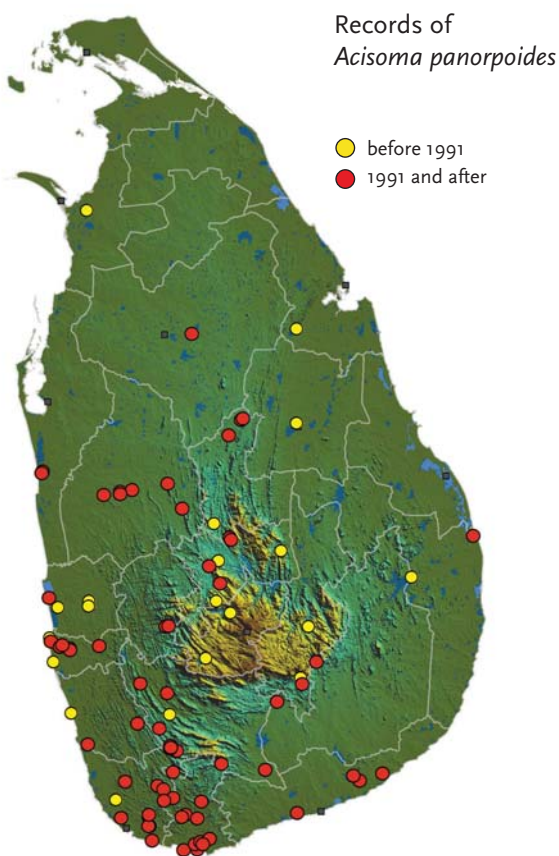 Records of
Acisoma panorpoides
before 1991
1991 and after